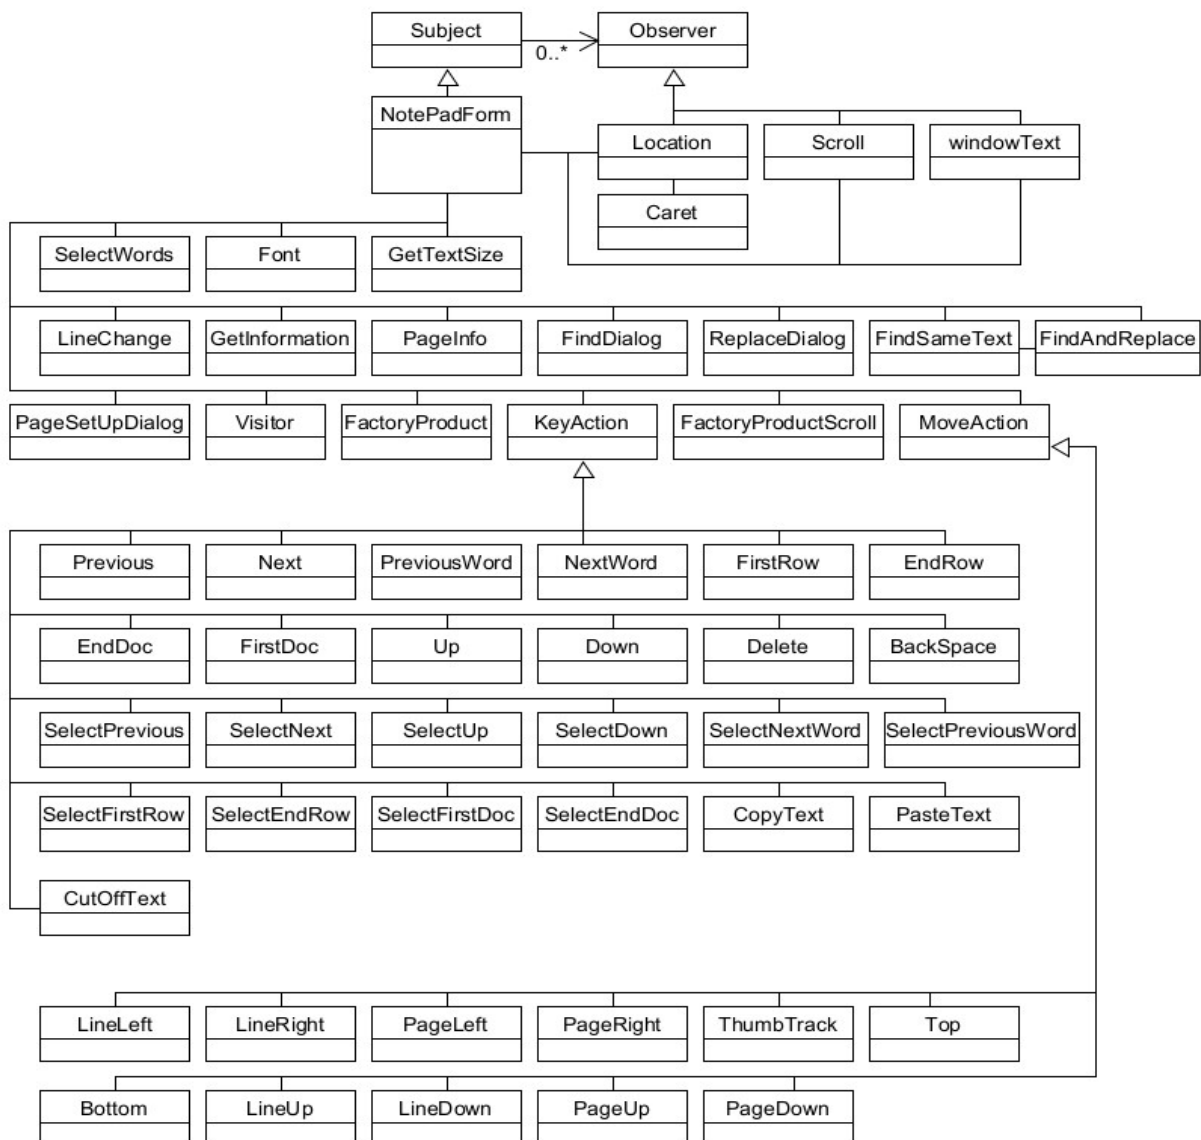 Subject
0..*
Observer
NotePadForm
Location
Scroll
windowText
Caret
SelectWords
Font
GetTextSize
LineChange
GetInformation
PageInfo
FindDialog
ReplaceDialog
FindSameText
FindAndReplace
PageSetUpDialog
Visitor
FactoryProduct
KeyAction
FactoryProductScroll
MoveAction
Previous
Next
PreviousWord
NextWord
FirstRow
EndRow
EndDoc
FirstDoc
Up
Down
Delete
BackSpace
SelectPrevious
SelectNext
SelectUp
SelectDown
SelectNextWord
SelectPreviousWord
SelectFirstRow
SelectEndRow
SelectFirstDoc
SelectEndDoc
CopyText
PasteText
CutOffText
LineLeft
LineRight
PageLeft
PageRight
ThumbTrack
Top
Bottom
LineUp
LineDown
PageUp
PageDown